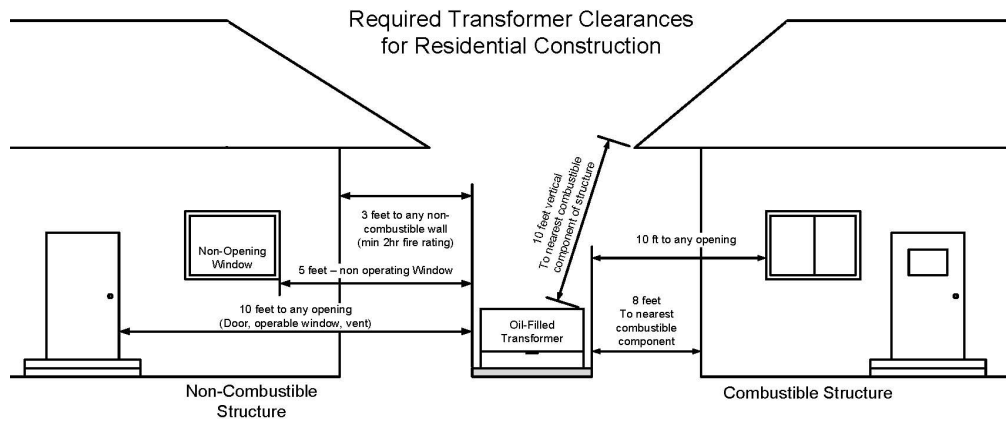 Required Transformer Clearances
for Residential Construction
3 feet to any non-
combustible wall
(min 2hr fire rating)
Non-Opening
Window
5 feet – non operating Window
10 feet to any opening
(Door, operable window, vent)
Oil-Filled
Transformer
10 feet vertical
To nearest combustible
component of structure
10 ft to any opening
8 feet
To nearest
combustible
component
Non-Combustible
Structure
Combustible Structure